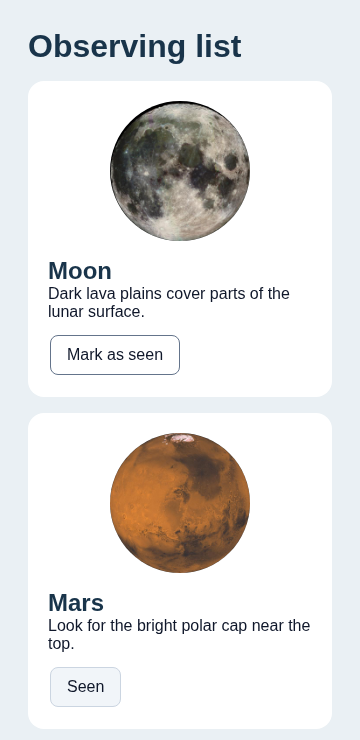 Observing list
Moon
Dark lava plains cover parts of the
lunar surface.
Mark as seen
Mars
Look for the bright polar cap near the
top.
Seen